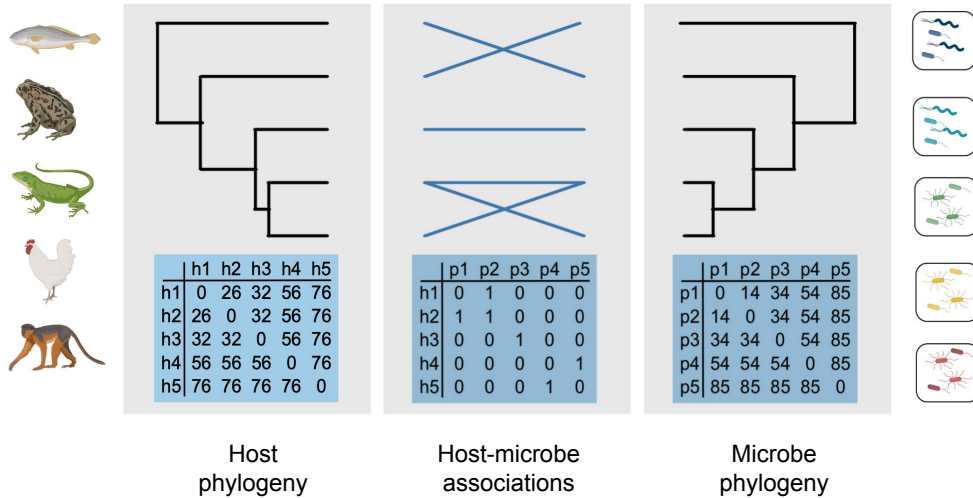 h1 h2 h3 h4 h5
h1 0 26 32 56 76
h2 26 0 32 56 76
h3 32 32 0 56 76
h4 56 56 56 0 76
h5 76 76 76 76 0
p1 p2 p3 p4 p5
h1 0 1 0 0 0
h2 1 1 0 0 0
h3 0 0 1 0 0
h4 0 0 0 0 1
h5 0 0 0 1 0
p1 p2 p3 p4 p5
p1 0 14 34 54 85
p2 14 0 34 54 85
p3 34 34 0 54 85
p4 54 54 54 0 85
p5 85 85 85 85 0
Host
phylogeny
Host-microbe
associations
Microbe
phylogeny